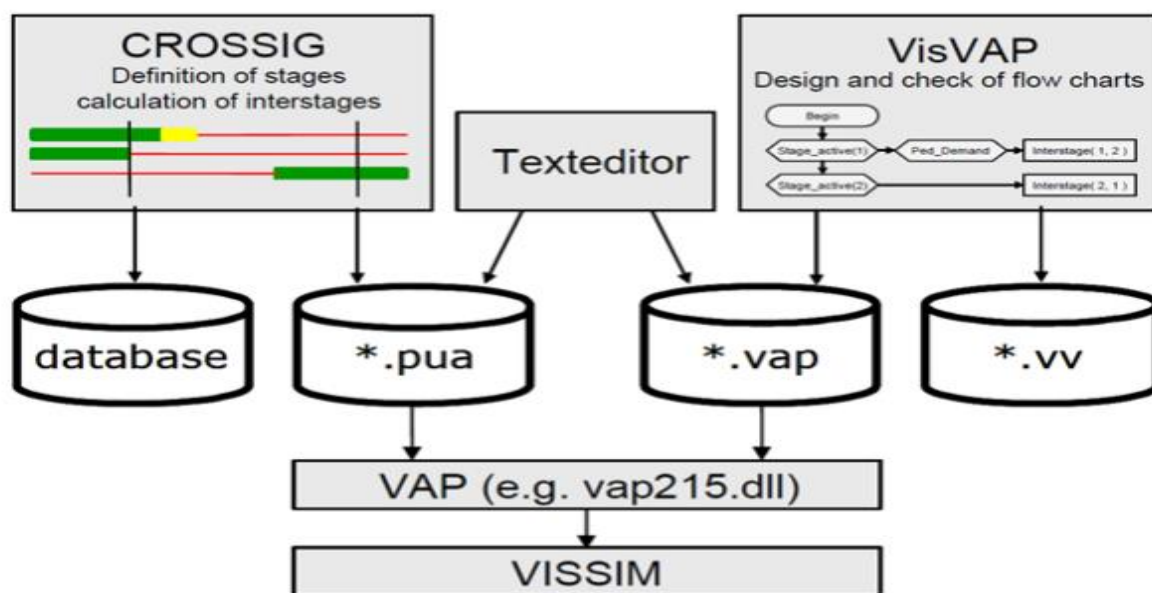 CROSSIG
Definition of stages
calculation of interstages
Texteditor
VisVAP
Design and check of flow charts
Begin
Stage_active(1)
Ped_Demand
Interstage( 1, 2 )
Stage_active(2)
Interstage( 2, 1 )
database
*.pua
*.vap
*.vv
VAP (e.g. vap215.dll)
VISSIM